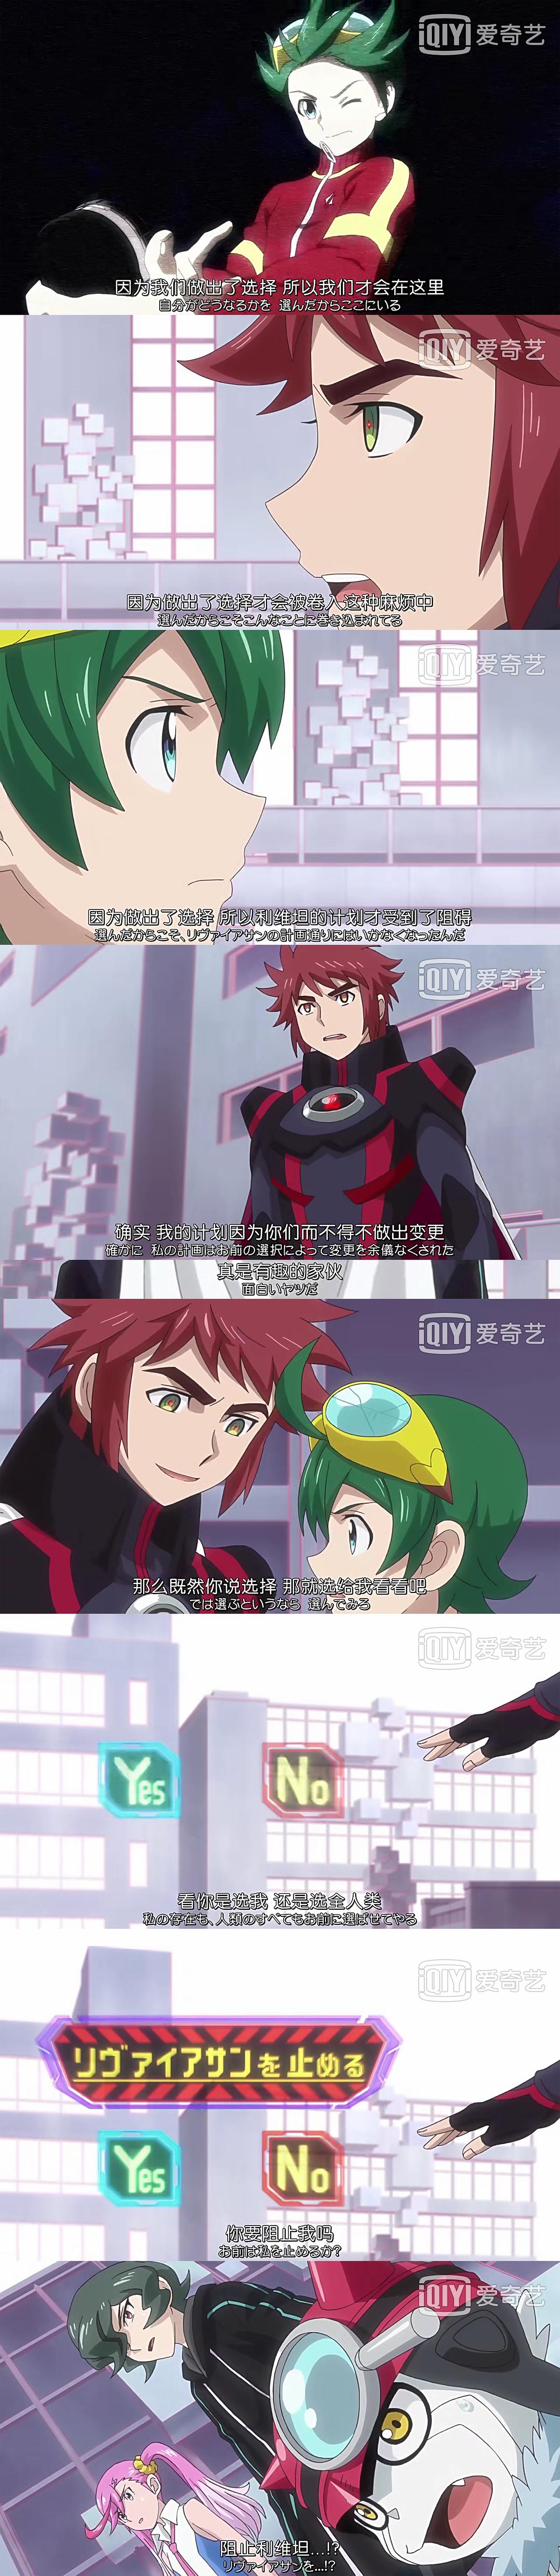 iQIYI 爱奇艺
因为我们做出了选择 所以我们才会在这里
自分がどうなるかを 選んだからここにいる
iQIYI 爱奇艺
因为做出了选择才会被卷入这种麻烦中
選んだからこそこんなことに巻き込まれてる
iQIYI 爱奇艺
因为做出了选择 所以利维坦的计划才受到了阻碍
選んだからこそ、リヴァイアサンの計画通りにはいかなくなったんだ
iQIYI 爱奇艺
确实 我的计划因为你们而不得不做出变更
確かに 私の計画はお前の選択によって変更を余儀なくされた
真是有趣的家伙
面白いヤツだ
iQIYI 爱奇艺
那么既然你说选择 那就选给我看看吧
では選ぶというなら 選んでみろ
iQIYI 爱奇艺
Yes No
看你是选我 还是选全人类
私の存在も、人類のすべてもお前に選ばせてやる
iQIYI 爱奇艺
リヴァイアサンを止める
Yes No
你要阻止我吗
お前は私を止めるか?
iQIYI 爱奇艺
阻止利维坦...!?
リヴァイアサンを...!?